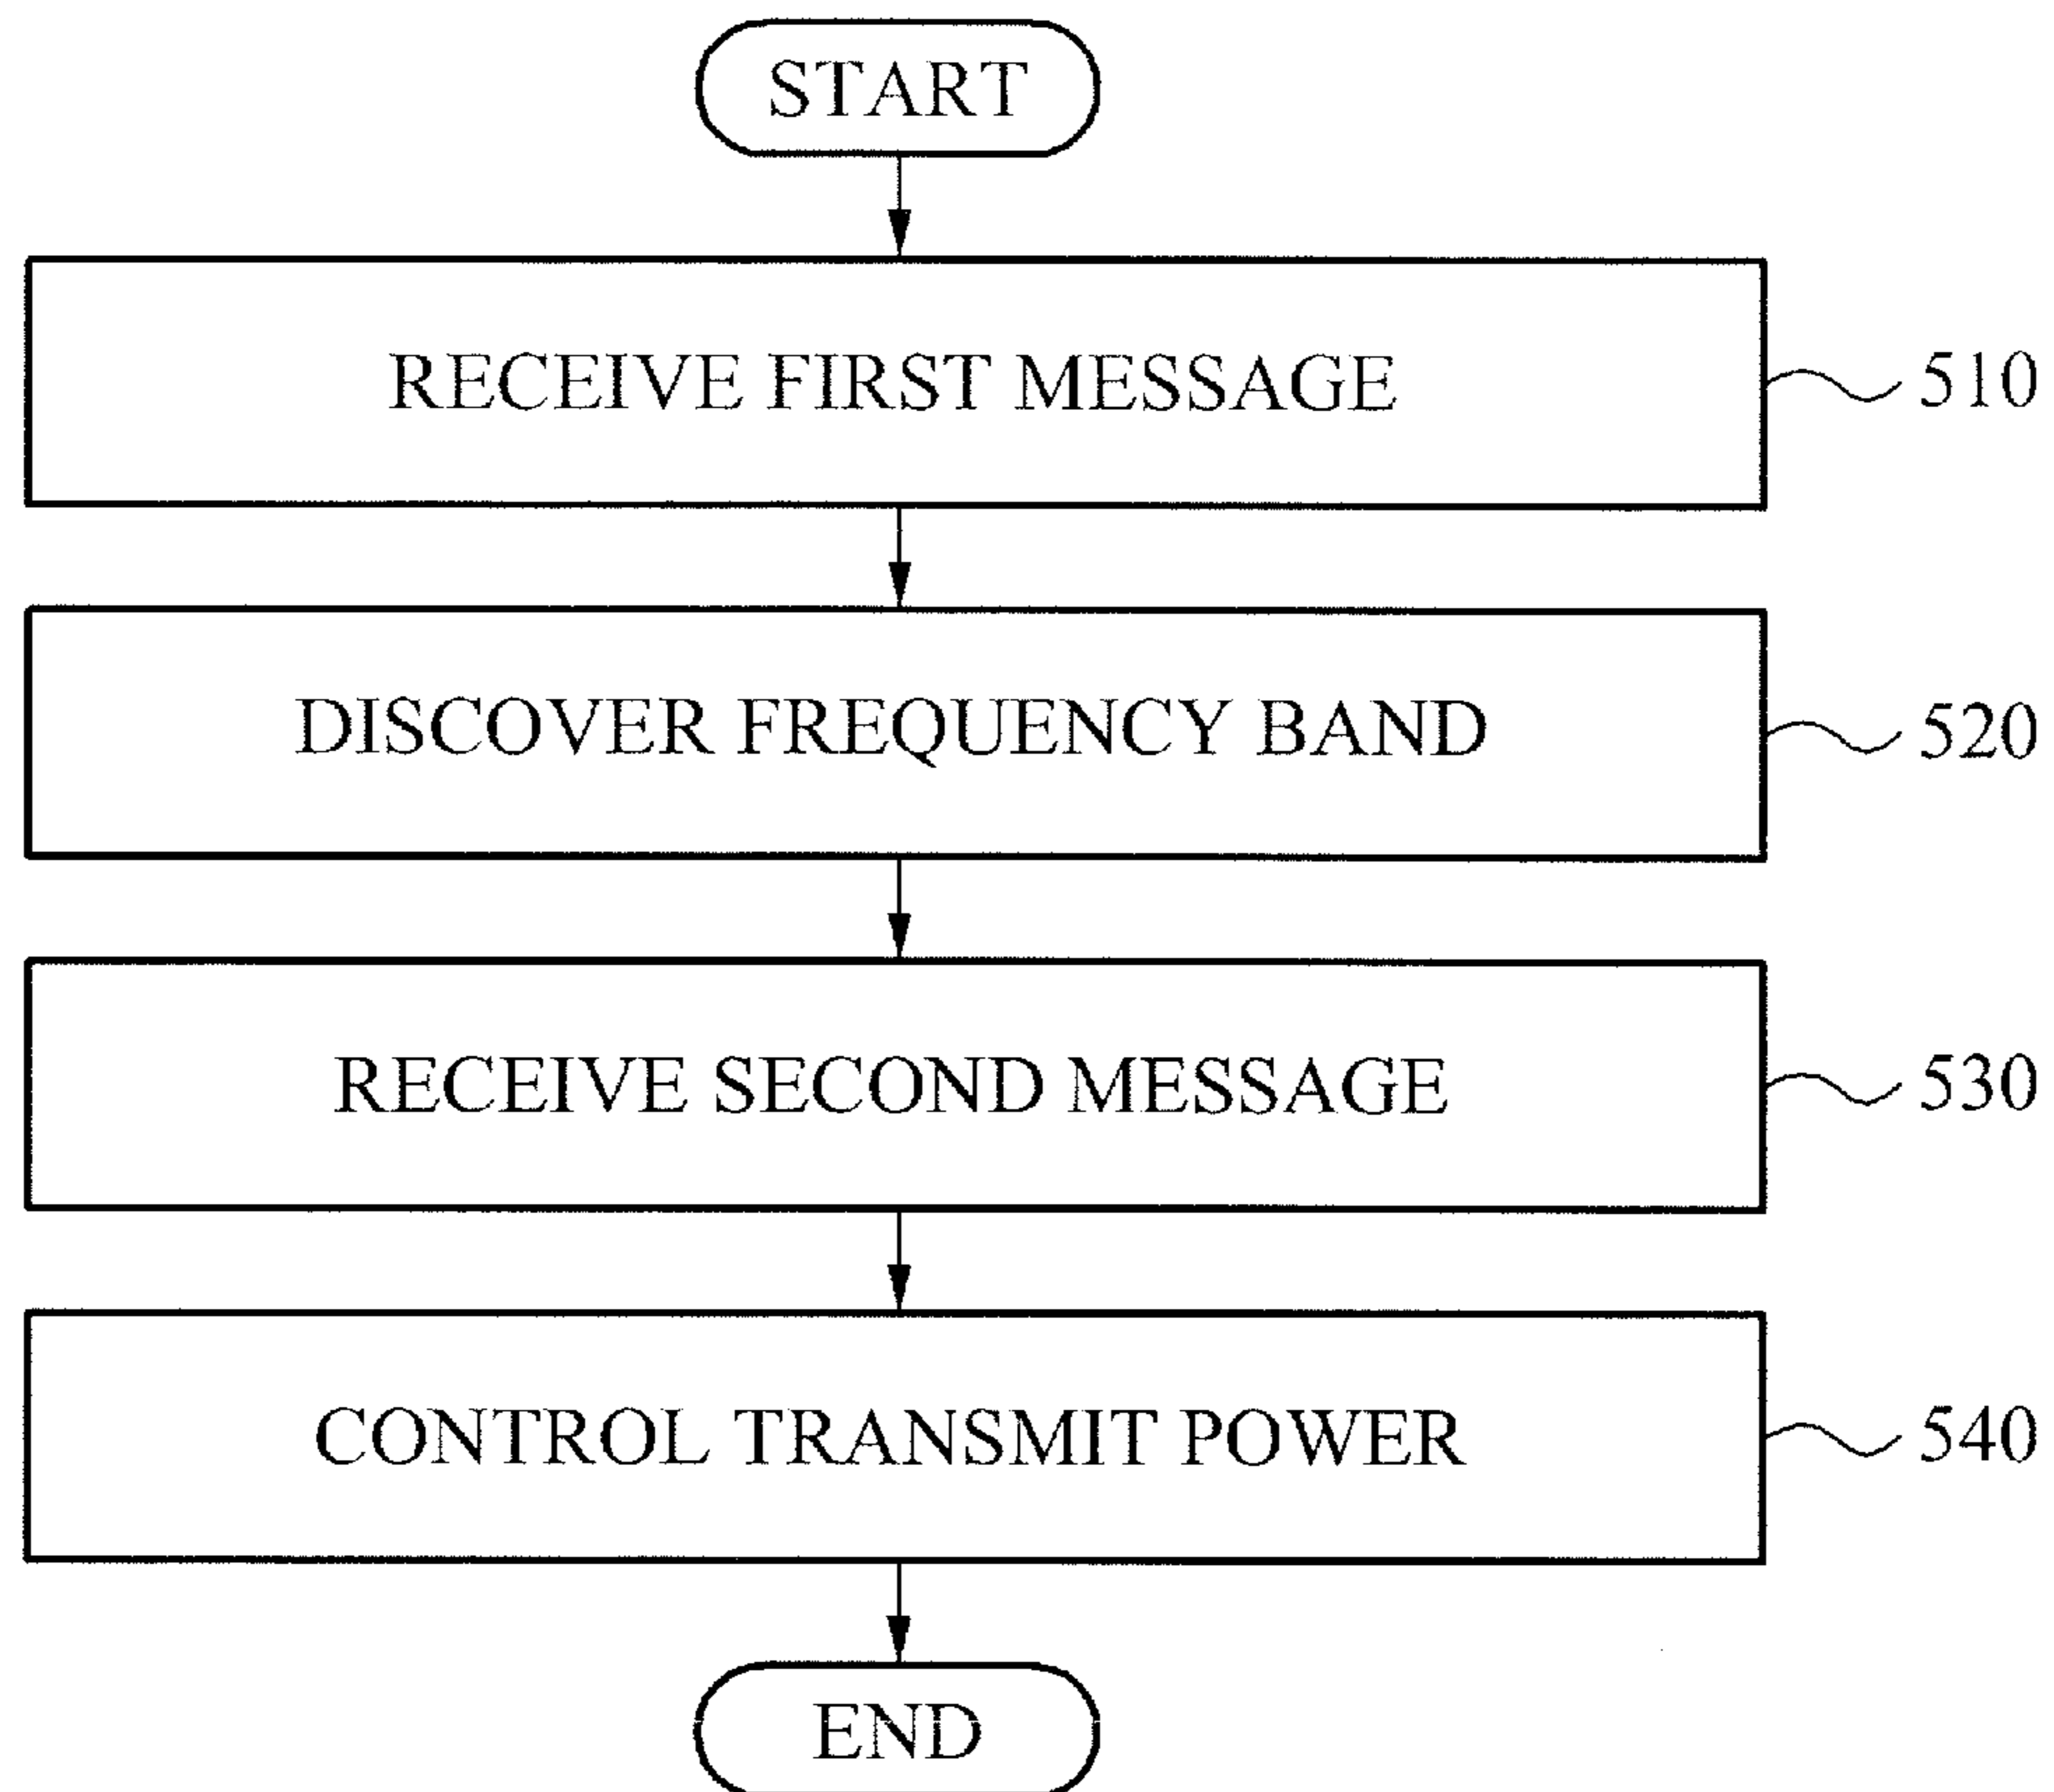 START
RECEIVE FIRST MESSAGE
510
DISCOVER FREQUENCY BAND
520
RECEIVE SECOND MESSAGE
530
CONTROL TRANSMIT POWER
540
END